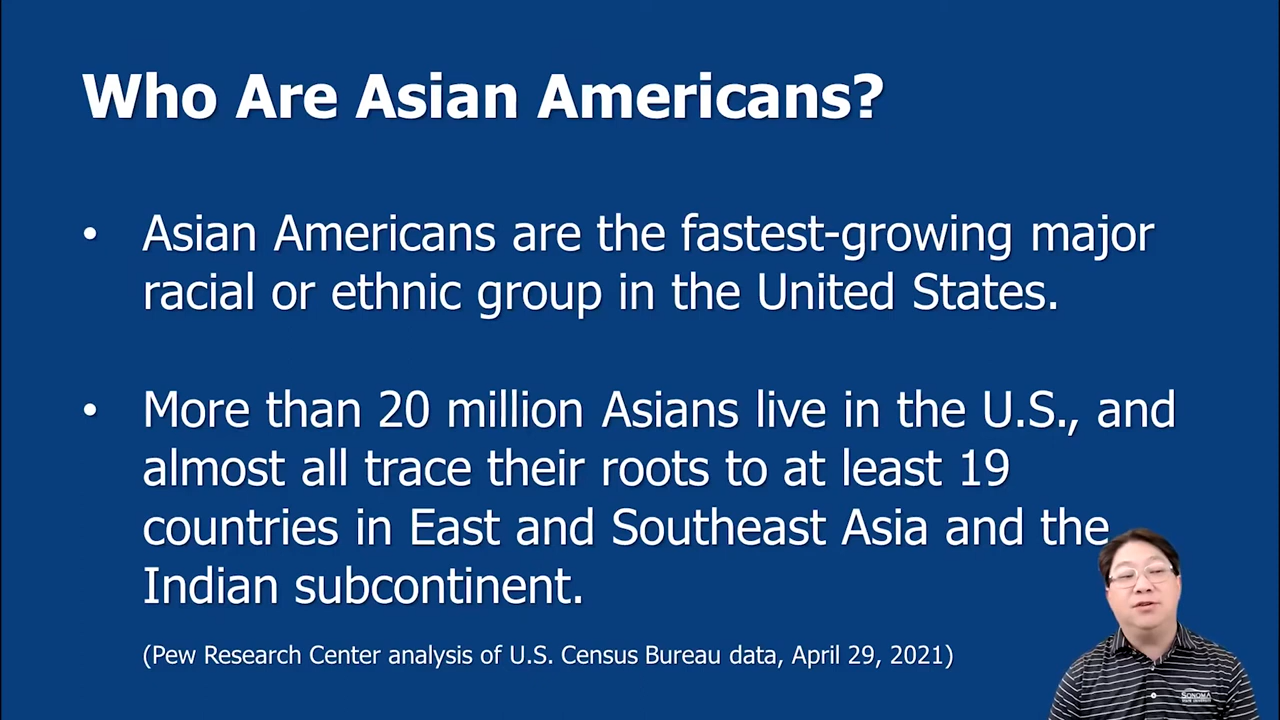 Who Are Asian Americans?
• Asian Americans are the fastest-growing major
racial or ethnic group in the United States.
• More than 20 million Asians live in the U.S., and
almost all trace their roots to at least 19
countries in East and Southeast Asia and the
Indian subcontinent.
(Pew Research Center analysis of U.S. Census Bureau data, April 29, 2021)
SONOMA
STATE UNIVERSITY